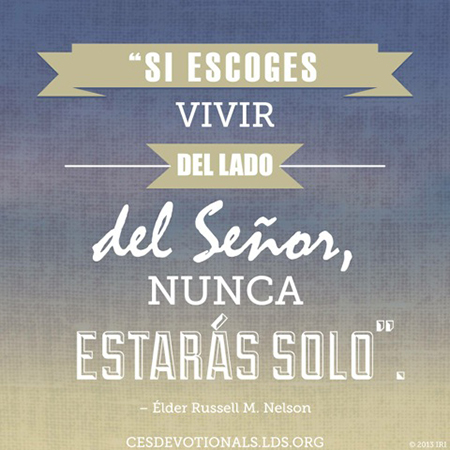 “SI ESCOGES
VIVIR
DEL LADO
del Señor,
NUNCA
ESTARÁS SOLO”.
– Élder Russell M. Nelson
CESDEVOTIONALS.LDS.ORG
© 2013 IRI